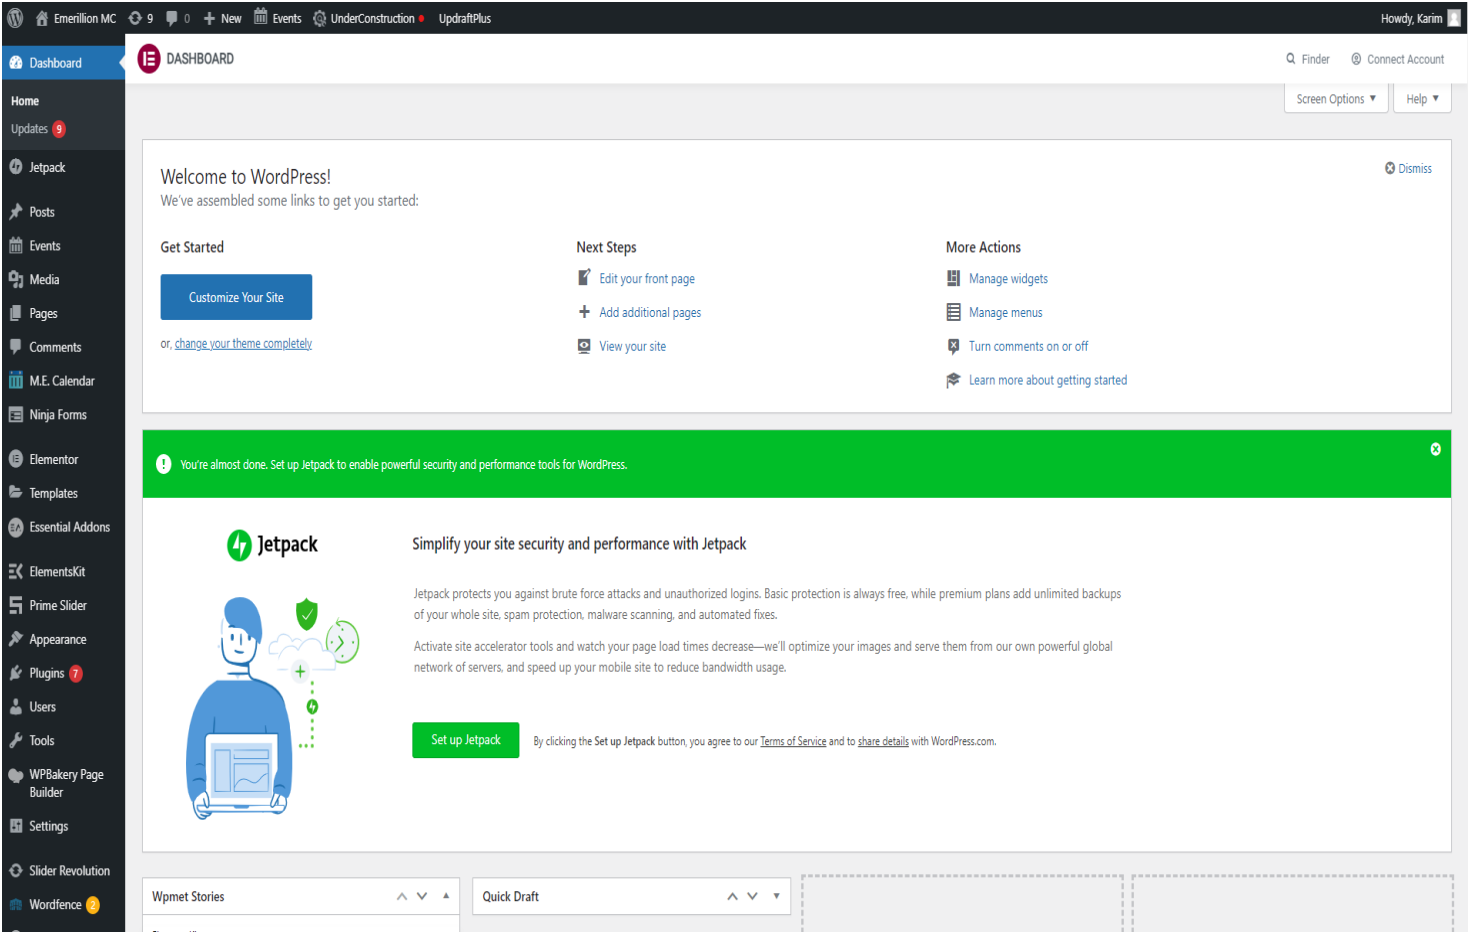 Emerillion MC 9 0 New Events UnderConstruction UpdraftPlus Howdy, Karim
Dashboard
Home
Updates 9
Jetpack
Posts
Events
Media
Pages
Comments
M.E. Calendar
Ninja Forms
Elementor
Templates
Essential Addons
ElementsKit
Prime Slider
Appearance
Plugins 7
Users
Tools
WPBakery Page
Builder
Settings
Slider Revolution
Wordfence 2
DASHBOARD
Finder Connect Account
Screen Options Help
Welcome to WordPress!
Dismiss
We've assembled some links to get you started:
Get Started
Customize Your Site
or, change your theme completely
Next Steps
Edit your front page
Add additional pages
View your site
More Actions
Manage widgets
Manage menus
Turn comments on or off
Learn more about getting started
You're almost done. Set up Jetpack to enable powerful security and performance tools for WordPress.
Jetpack
Simplify your site security and performance with Jetpack
Jetpack protects you against brute force attacks and unauthorized logins. Basic protection is always free, while premium plans add unlimited backups
of your whole site, spam protection, malware scanning, and automated fixes.
Activate site accelerator tools and watch your page load times decrease—we'll optimize your images and serve them from our own powerful global
network of servers, and speed up your mobile site to reduce bandwidth usage.
Set up Jetpack By clicking the Set up Jetpack button, you agree to our Terms of Service and to share details with WordPress.com.
Wpmet Stories
Quick Draft